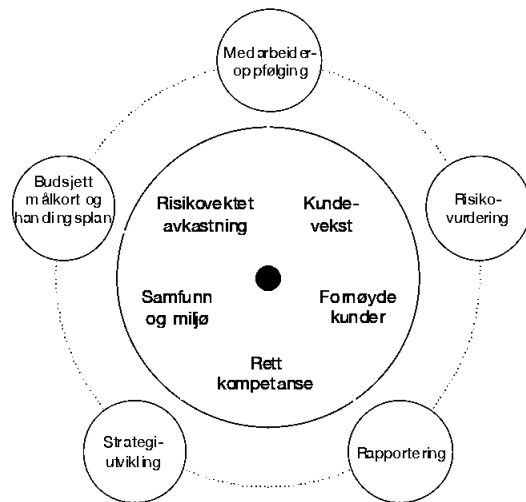 Medarbeider-
oppfølging
Budsjett
målkort og
handingsplan
Risikovektet
avkastning
Kunde-
vekst
Risiko-
vurdering
Samfunn
og miljø
Fornøyde
kunder
Rett
kompetanse
Strategi-
utvikling
Rapportering